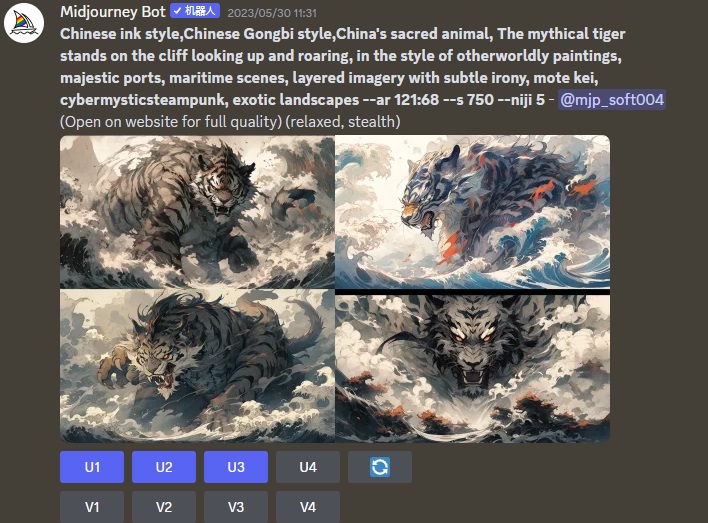 Midjourney Bot ✓ 机器人 2023/05/30 11:31
Chinese ink style,Chinese Gongbi style,China's sacred animal, The mythical tiger
stands on the cliff looking up and roaring, in the style of otherworldly paintings,
majestic ports, maritime scenes, layered imagery with subtle irony, mote kei,
cybermysticsteampunk, exotic landscapes --ar 121:68 --s 750 --niji 5 - @mjp_soft004
(Open on website for full quality) (relaxed, stealth)
U1 U2 U3 U4
V1 V2 V3 V4